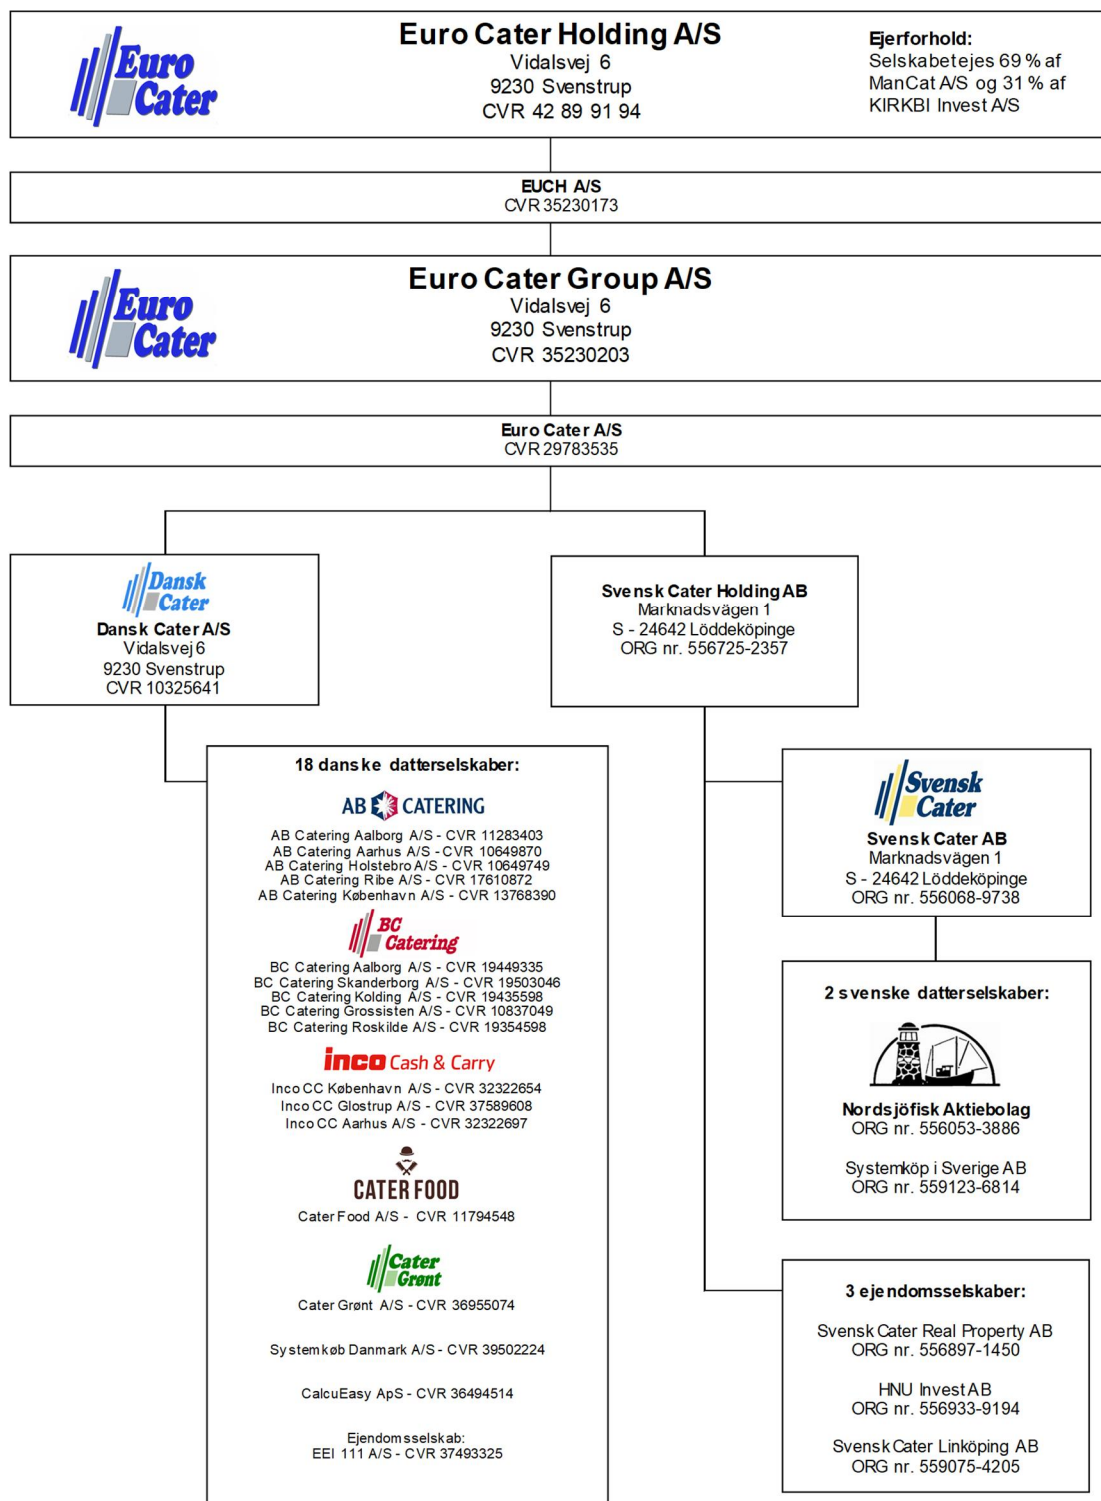 Euro
Cater
Euro Cater Holding A/S
Vidalsvej 6
9230 Svenstrup
CVR 42 89 91 94
Ejerforhold:
Selskabet ejes 69 % af
ManCat A/S og 31 % af
KIRKBI Invest A/S
EUCH A/S
CVR 35230173
Euro
Cater
Euro Cater Group A/S
Vidalsvej 6
9230 Svenstrup
CVR 35230203
Euro Cater A/S
CVR 29783535
Dansk
Cater
Dansk Cater A/S
Vidalsvej 6
9230 Svenstrup
CVR 10325641
Svensk Cater Holding AB
Marknadsvägen 1
S - 24642 Löddeköpinge
ORG nr. 556725-2357
18 danske datterselskaber:
AB CATERING
AB Catering Aalborg A/S - CVR 11283403
AB Catering Aarhus A/S - CVR 10649870
AB Catering Holstebro A/S - CVR 10649749
AB Catering Ribe A/S - CVR 17610872
AB Catering København A/S - CVR 13768390
BC
Catering
BC Catering Aalborg A/S - CVR 19449335
BC Catering Skanderborg A/S - CVR 19503046
BC Catering Kolding A/S - CVR 19435598
BC Catering Grossisten A/S - CVR 10837049
BC Catering Roskilde A/S - CVR 19354598
inco Cash & Carry
Inco CC København A/S - CVR 32322654
Inco CC Glostrup A/S - CVR 37589608
Inco CC Aarhus A/S - CVR 32322697
CATER FOOD
Cater Food A/S - CVR 11794548
Cater
Grønt
Cater Grønt A/S - CVR 36955074
Systemkøb Danmark A/S - CVR 39502224
CalcuEasy ApS - CVR 36494514
Ejendomsselskab:
EEI 111 A/S - CVR 37493325
Svensk
Cater
Svensk Cater AB
Marknadsvägen 1
S - 24642 Löddeköpinge
ORG nr. 556068-9738
2 svenske datterselskaber:
Nordsjöfisk Aktiebolag
ORG nr. 556053-3886
Systemköp i Sverige AB
ORG nr. 559123-6814
3 ejendomsselskaber:
Svensk Cater Real Property AB
ORG nr. 556897-1450
HNU Invest AB
ORG nr. 556933-9194
Svensk Cater Linköping AB
ORG nr. 559075-4205